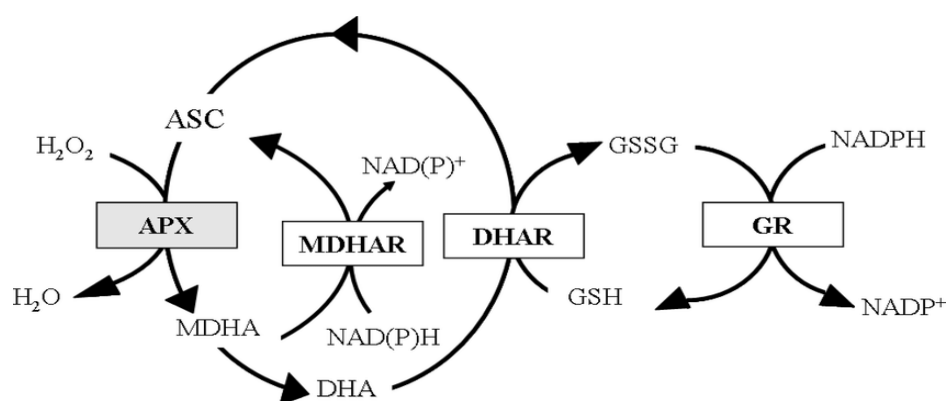 ASC
H₂O₂
NAD(P)⁺
GSSG
NADPH
APX
MDHAR
DHAR
GR
H₂O
MDHA
NAD(P)H
GSH
NADP⁺
DHA